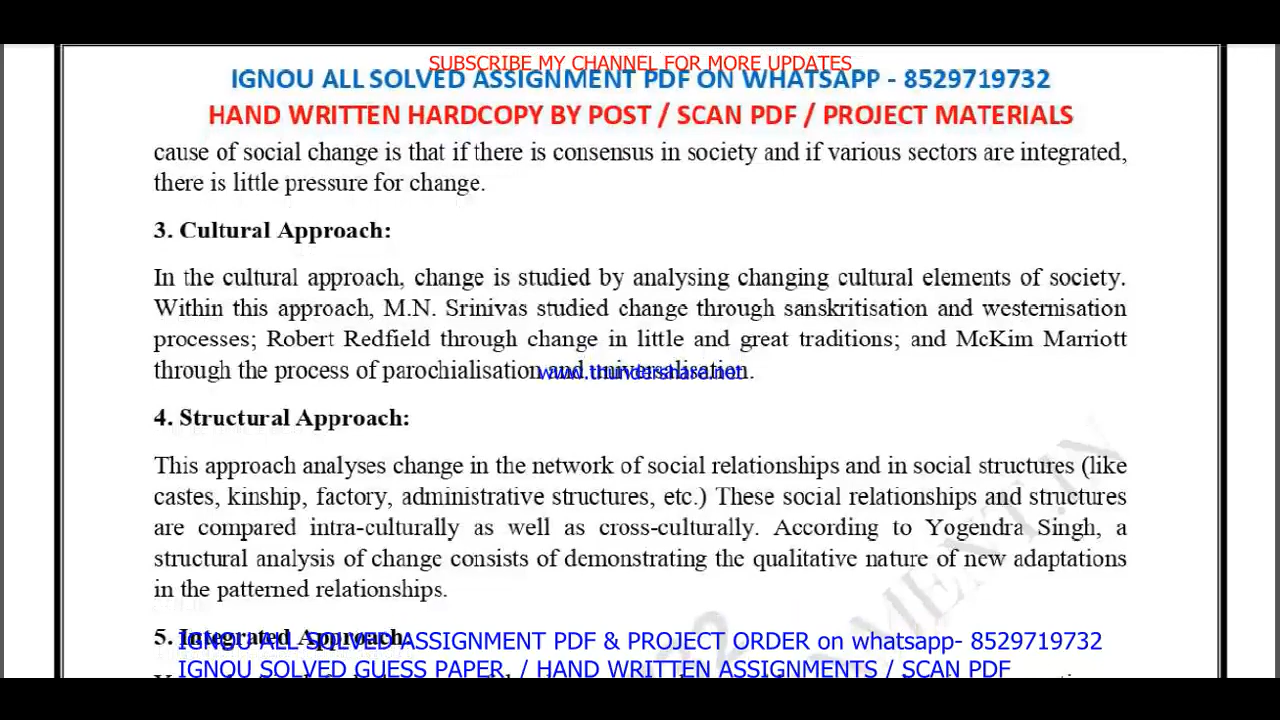 SUBSCRIBE MY CHANNEL FOR MORE UPDATES
IGNOU ALL SOLVED ASSIGNMENT PDF ON WHATSAPP - 8529719732
HAND WRITTEN HARDCOPY BY POST / SCAN PDF / PROJECT MATERIALS
cause of social change is that if there is consensus in society and if various sectors are integrated,
there is little pressure for change.
3. Cultural Approach:
In the cultural approach, change is studied by analysing changing cultural elements of society.
Within this approach, M.N. Srinivas studied change through sanskritisation and westernisation
processes; Robert Redfield through change in little and great traditions; and McKim Marriott
through the process of parochialisation and universalisation.
www.thundershare.net
4. Structural Approach:
This approach analyses change in the network of social relationships and in social structures (like
castes, kinship, factory, administrative structures, etc.) These social relationships and structures
are compared intra-culturally as well as cross-culturally. According to Yogendra Singh, a
structural analysis of change consists of demonstrating the qualitative nature of new adaptations
in the patterned relationships.
5. Integrated Approach:
IGNOU ALL SOLVED ASSIGNMENT PDF & PROJECT ORDER on whatsapp- 8529719732
IGNOU SOLVED GUESS PAPER. / HAND WRITTEN ASSIGNMENTS / SCAN PDF